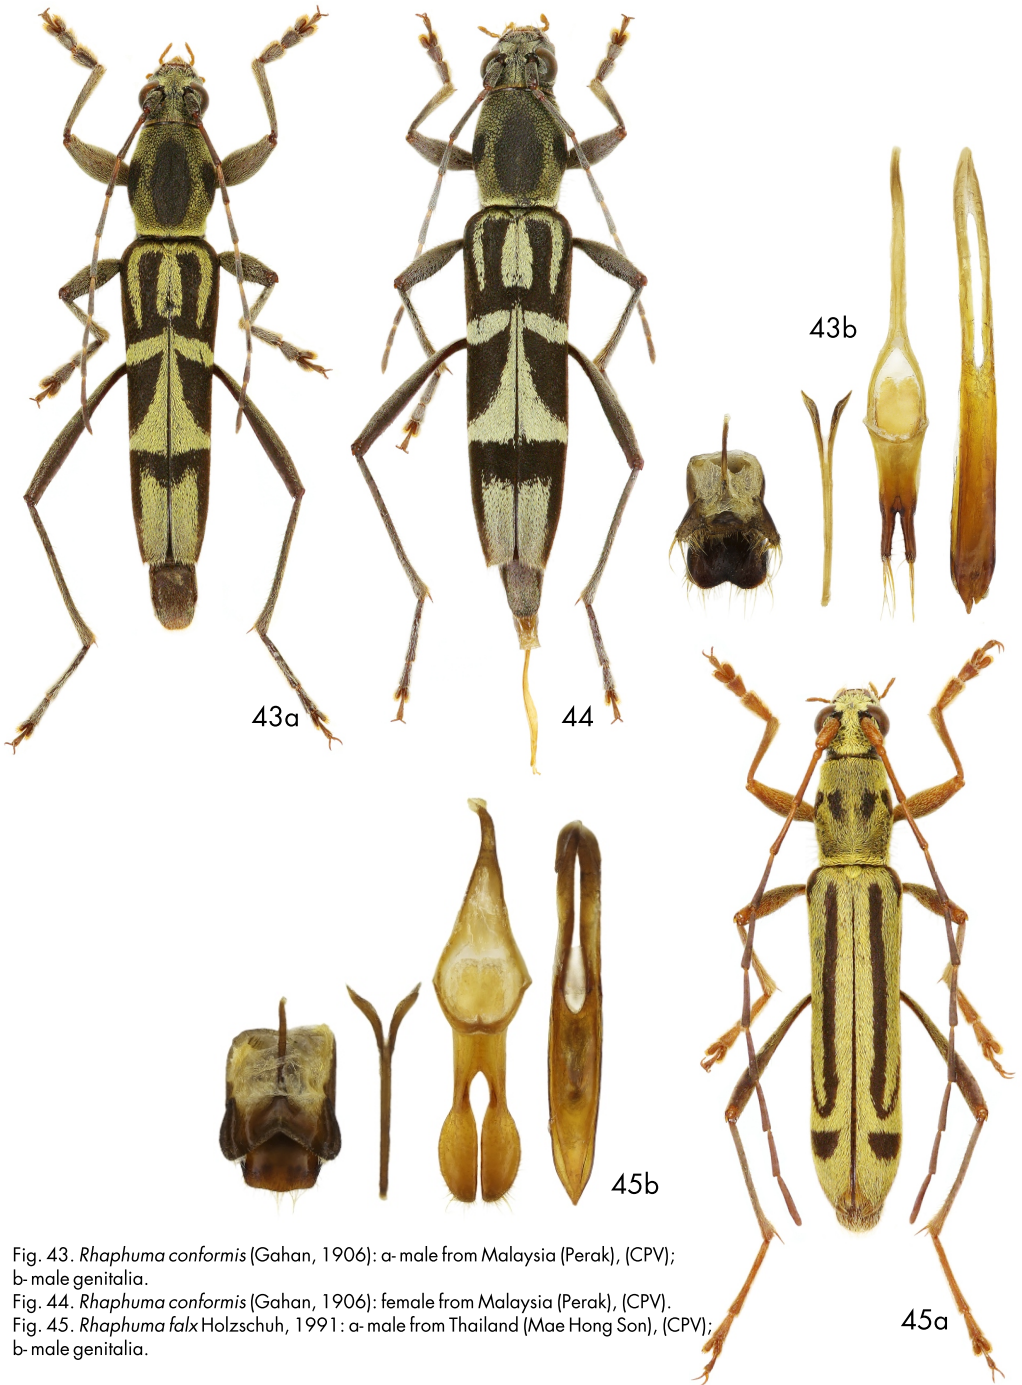 43b
43a
44
45b
45a
Fig. 43. Rhaphuma conformis (Gahan, 1906): a- male from Malaysia (Perak), (CPV);
b- male genitalia.
Fig. 44. Rhaphuma conformis (Gahan, 1906): female from Malaysia (Perak), (CPV).
Fig. 45. Rhaphuma falx Holzschuh, 1991: a- male from Thailand (Mae Hong Son), (CPV);
b- male genitalia.